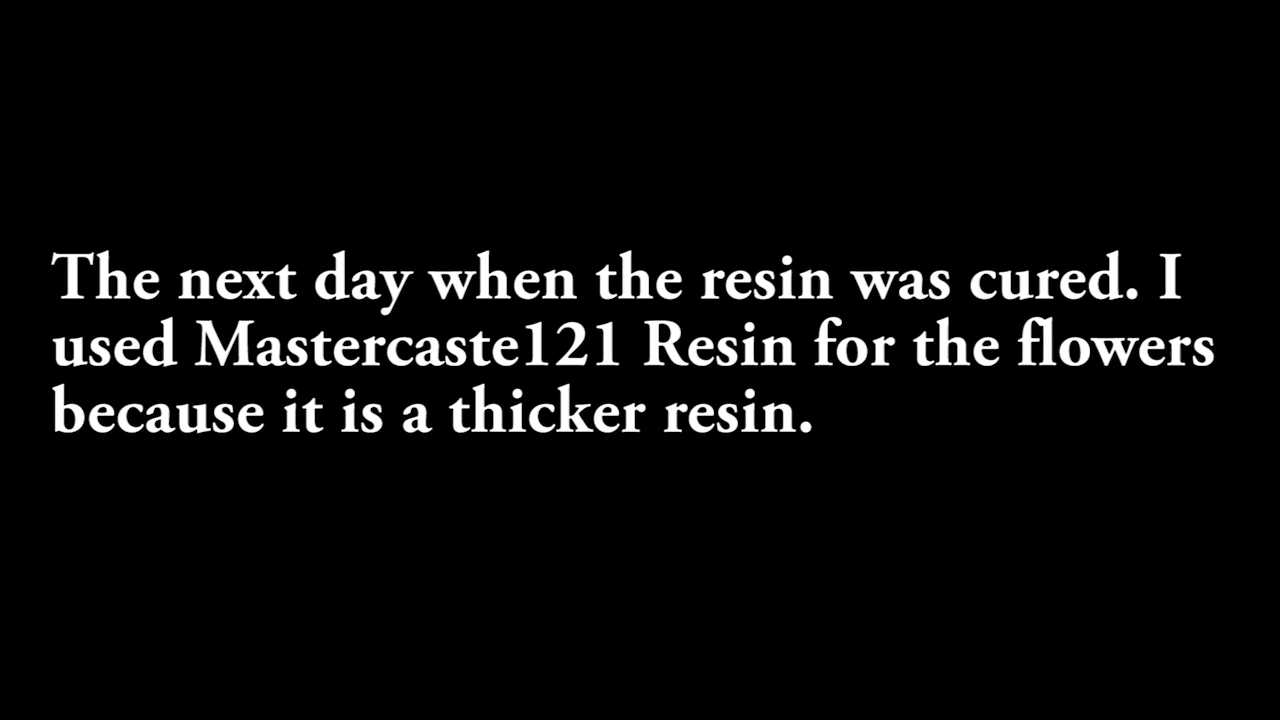 The next day when the resin was cured. I
used Mastercaste121 Resin for the flowers
because it is a thicker resin.